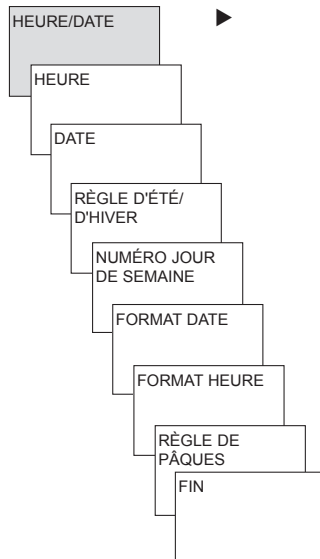 HEURE/DATE
HEURE
DATE
RÈGLE D'ÉTÉ/
D'HIVER
NUMÉRO JOUR
DE SEMAINE
FORMAT DATE
FORMAT HEURE
RÈGLE DE
PÂQUES
FIN